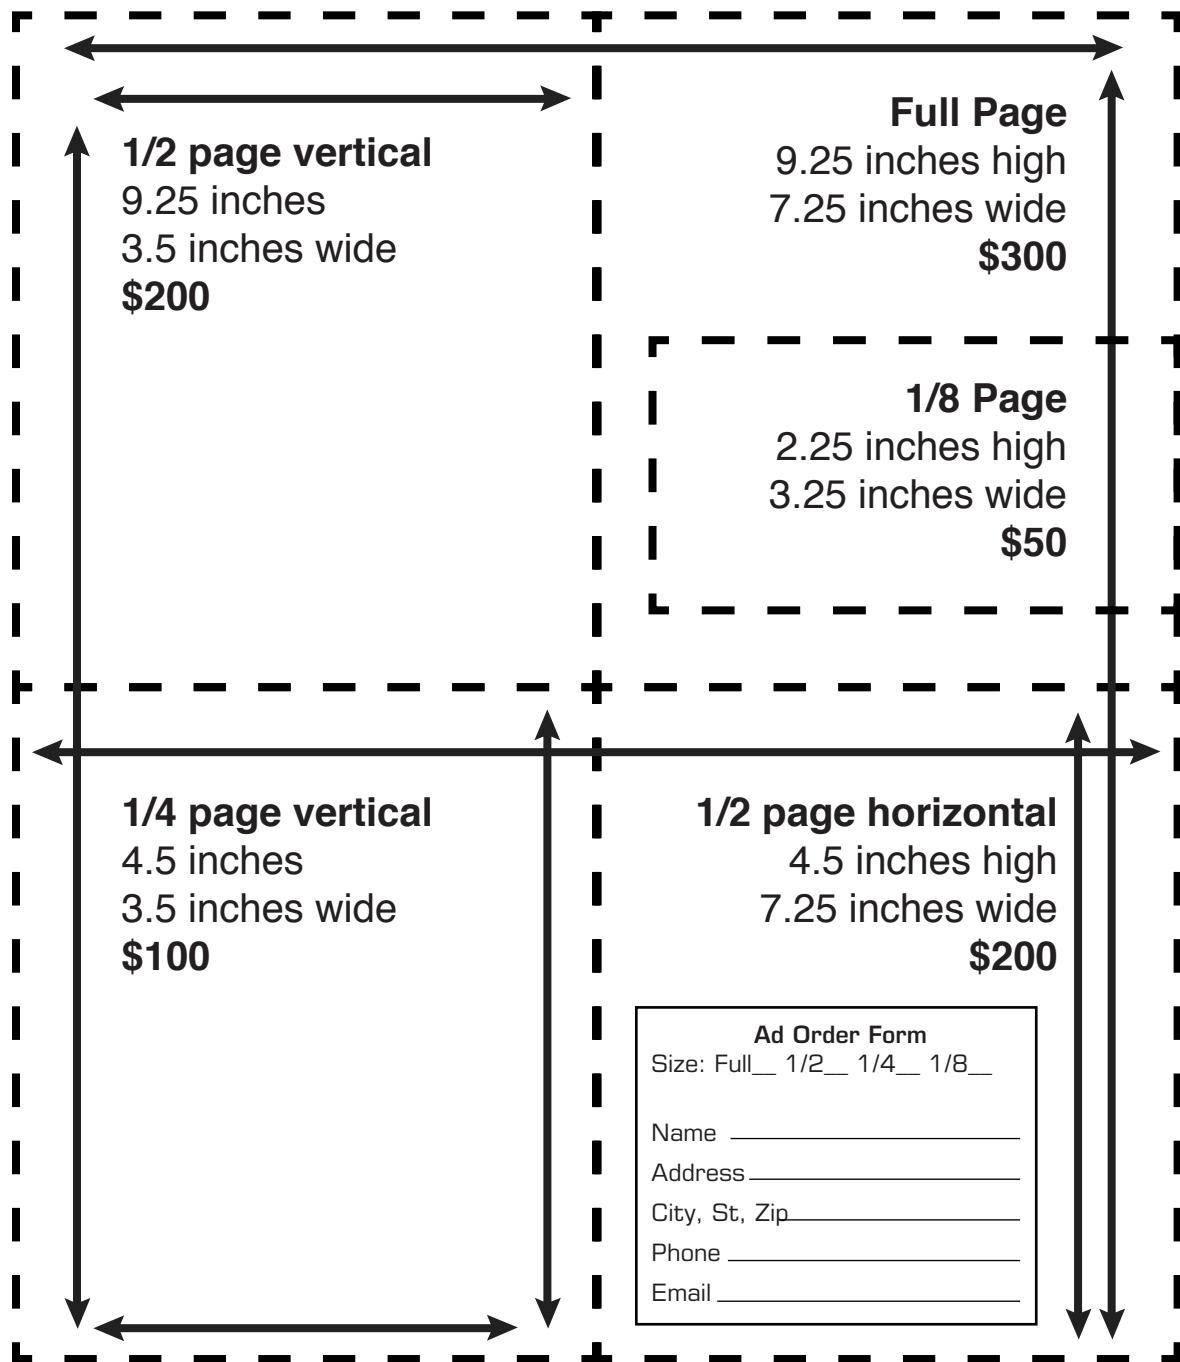 1/2 page vertical
9.25 inches
3.5 inches wide
$200
Full Page
9.25 inches high
7.25 inches wide
$300
1/8 Page
2.25 inches high
3.25 inches wide
$50
1/4 page vertical
4.5 inches
3.5 inches wide
$100
1/2 page horizontal
4.5 inches high
7.25 inches wide
$200
Ad Order Form
Size: Full__ 1/2__ 1/4__ 1/8__
Name
Address
City, St, Zip
Phone
Email